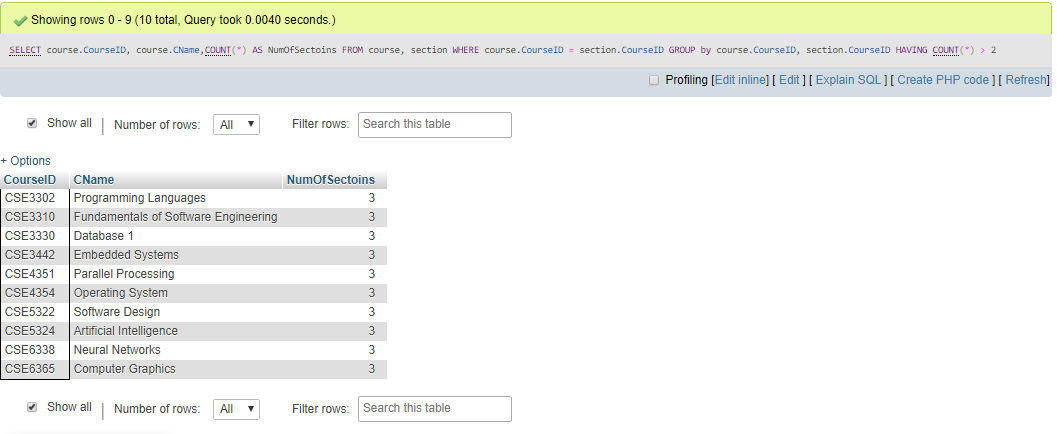 Showing rows 0 - 9 (10 total, Query took 0.0040 seconds.)
SELECT course.CourseID, course.CName,COUNT(*) AS NumOfSectoins FROM course, section WHERE course.CourseID = section.CourseID GROUP by course.CourseID, section.CourseID HAVING COUNT(*) > 2
Profiling [Edit inline] [ Edit ] [ Explain SQL ] [ Create PHP code ] [ Refresh]
Show all | Number of rows: All Filter rows: Search this table
+ Options
CourseID CName NumOfSectoins
CSE3302 Programming Languages 3
CSE3310 Fundamentals of Software Engineering 3
CSE3330 Database 1 3
CSE3442 Embedded Systems 3
CSE4351 Parallel Processing 3
CSE4354 Operating System 3
CSE5322 Software Design 3
CSE5324 Artificial Intelligence 3
CSE6338 Neural Networks 3
CSE6365 Computer Graphics 3
Show all | Number of rows: All Filter rows: Search this table